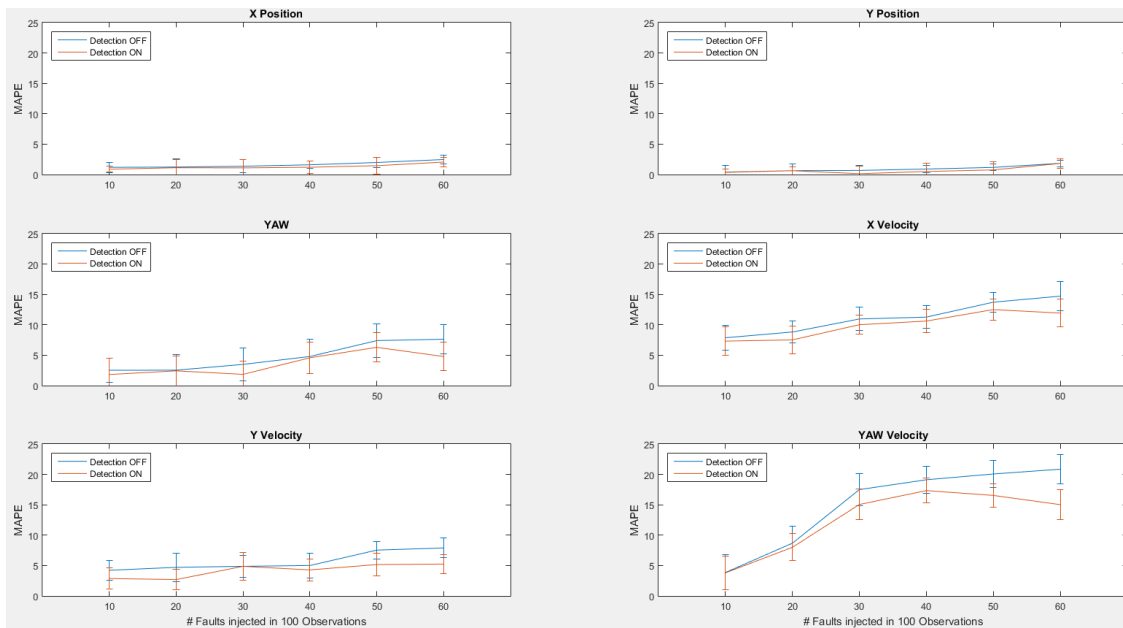 X Position
25
20
15
10
5
0
MAPE
Detection OFF
Detection ON
10 20 30 40 50 60
Y Position
25
20
15
10
5
0
MAPE
Detection OFF
Detection ON
10 20 30 40 50 60
YAW
25
20
15
10
5
0
MAPE
Detection OFF
Detection ON
10 20 30 40 50 60
X Velocity
25
20
15
10
5
0
MAPE
Detection OFF
Detection ON
10 20 30 40 50 60
Y Velocity
25
20
15
10
5
0
MAPE
Detection OFF
Detection ON
10 20 30 40 50 60
# Faults injected in 100 Observations
YAW Velocity
25
20
15
10
5
0
MAPE
Detection OFF
Detection ON
10 20 30 40 50 60
# Faults injected in 100 Observations